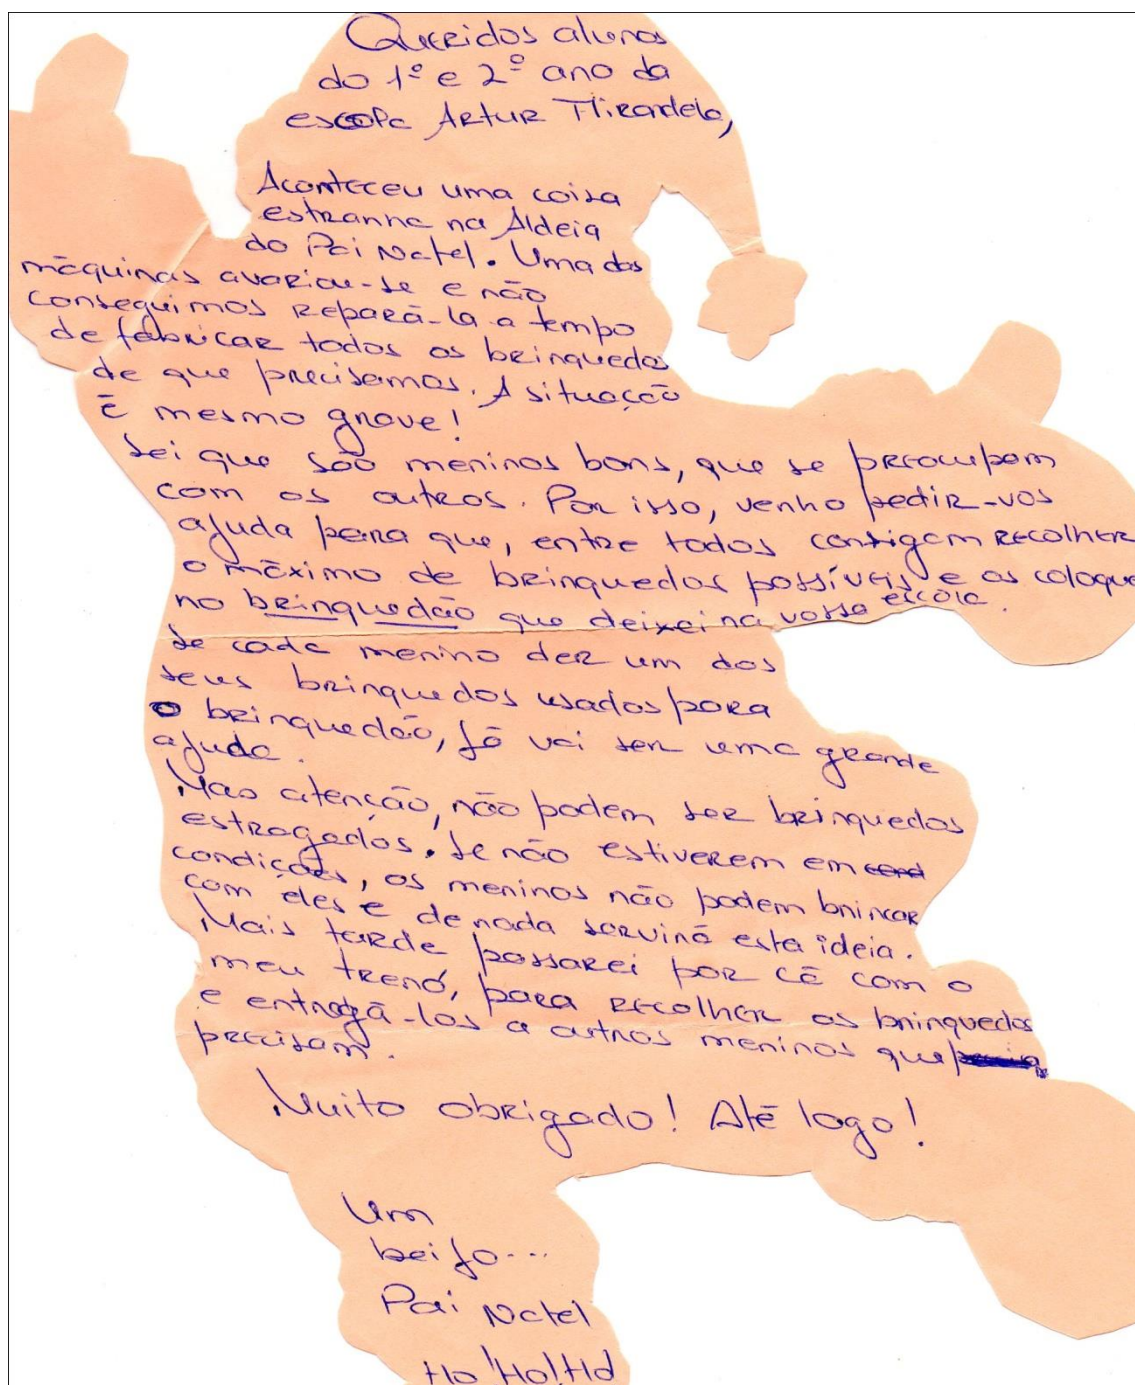 Queridos alunos
do 1º e 2º ano da
escola Artur Mirandela,
Aconteceu uma coisa
estranha na Aldeia
do Pai Natal. Uma das
máquinas avariou-se e não
conseguimos repará-la a tempo
de fabricar todos os brinquedos
de que precisamos. A situação
é mesmo grave!
Sei que são meninos bons, que se preocupam
com os outros. Por isso, venho pedir-vos
ajuda para que, entre todos consigam recolher
o máximo de brinquedos possíveis e os coloque
no brinquedão que deixei na vossa escola.
Se cada menino der um dos
seus brinquedos usados para
o brinquedão, já vai ser uma grande
ajuda.
Mas atenção, não podem ser brinquedos
estragados. Se não estiverem em
condições, os meninos não podem brincar
com eles e de nada servirá esta ideia.
Mais tarde passarei por cá com o
meu trenó, para recolher os brinquedos
e entregá-los a outros meninos que
precisam.
Muito obrigado! Até logo!
Um
beijo...
Pai Natal
Ho!Ho!Ho